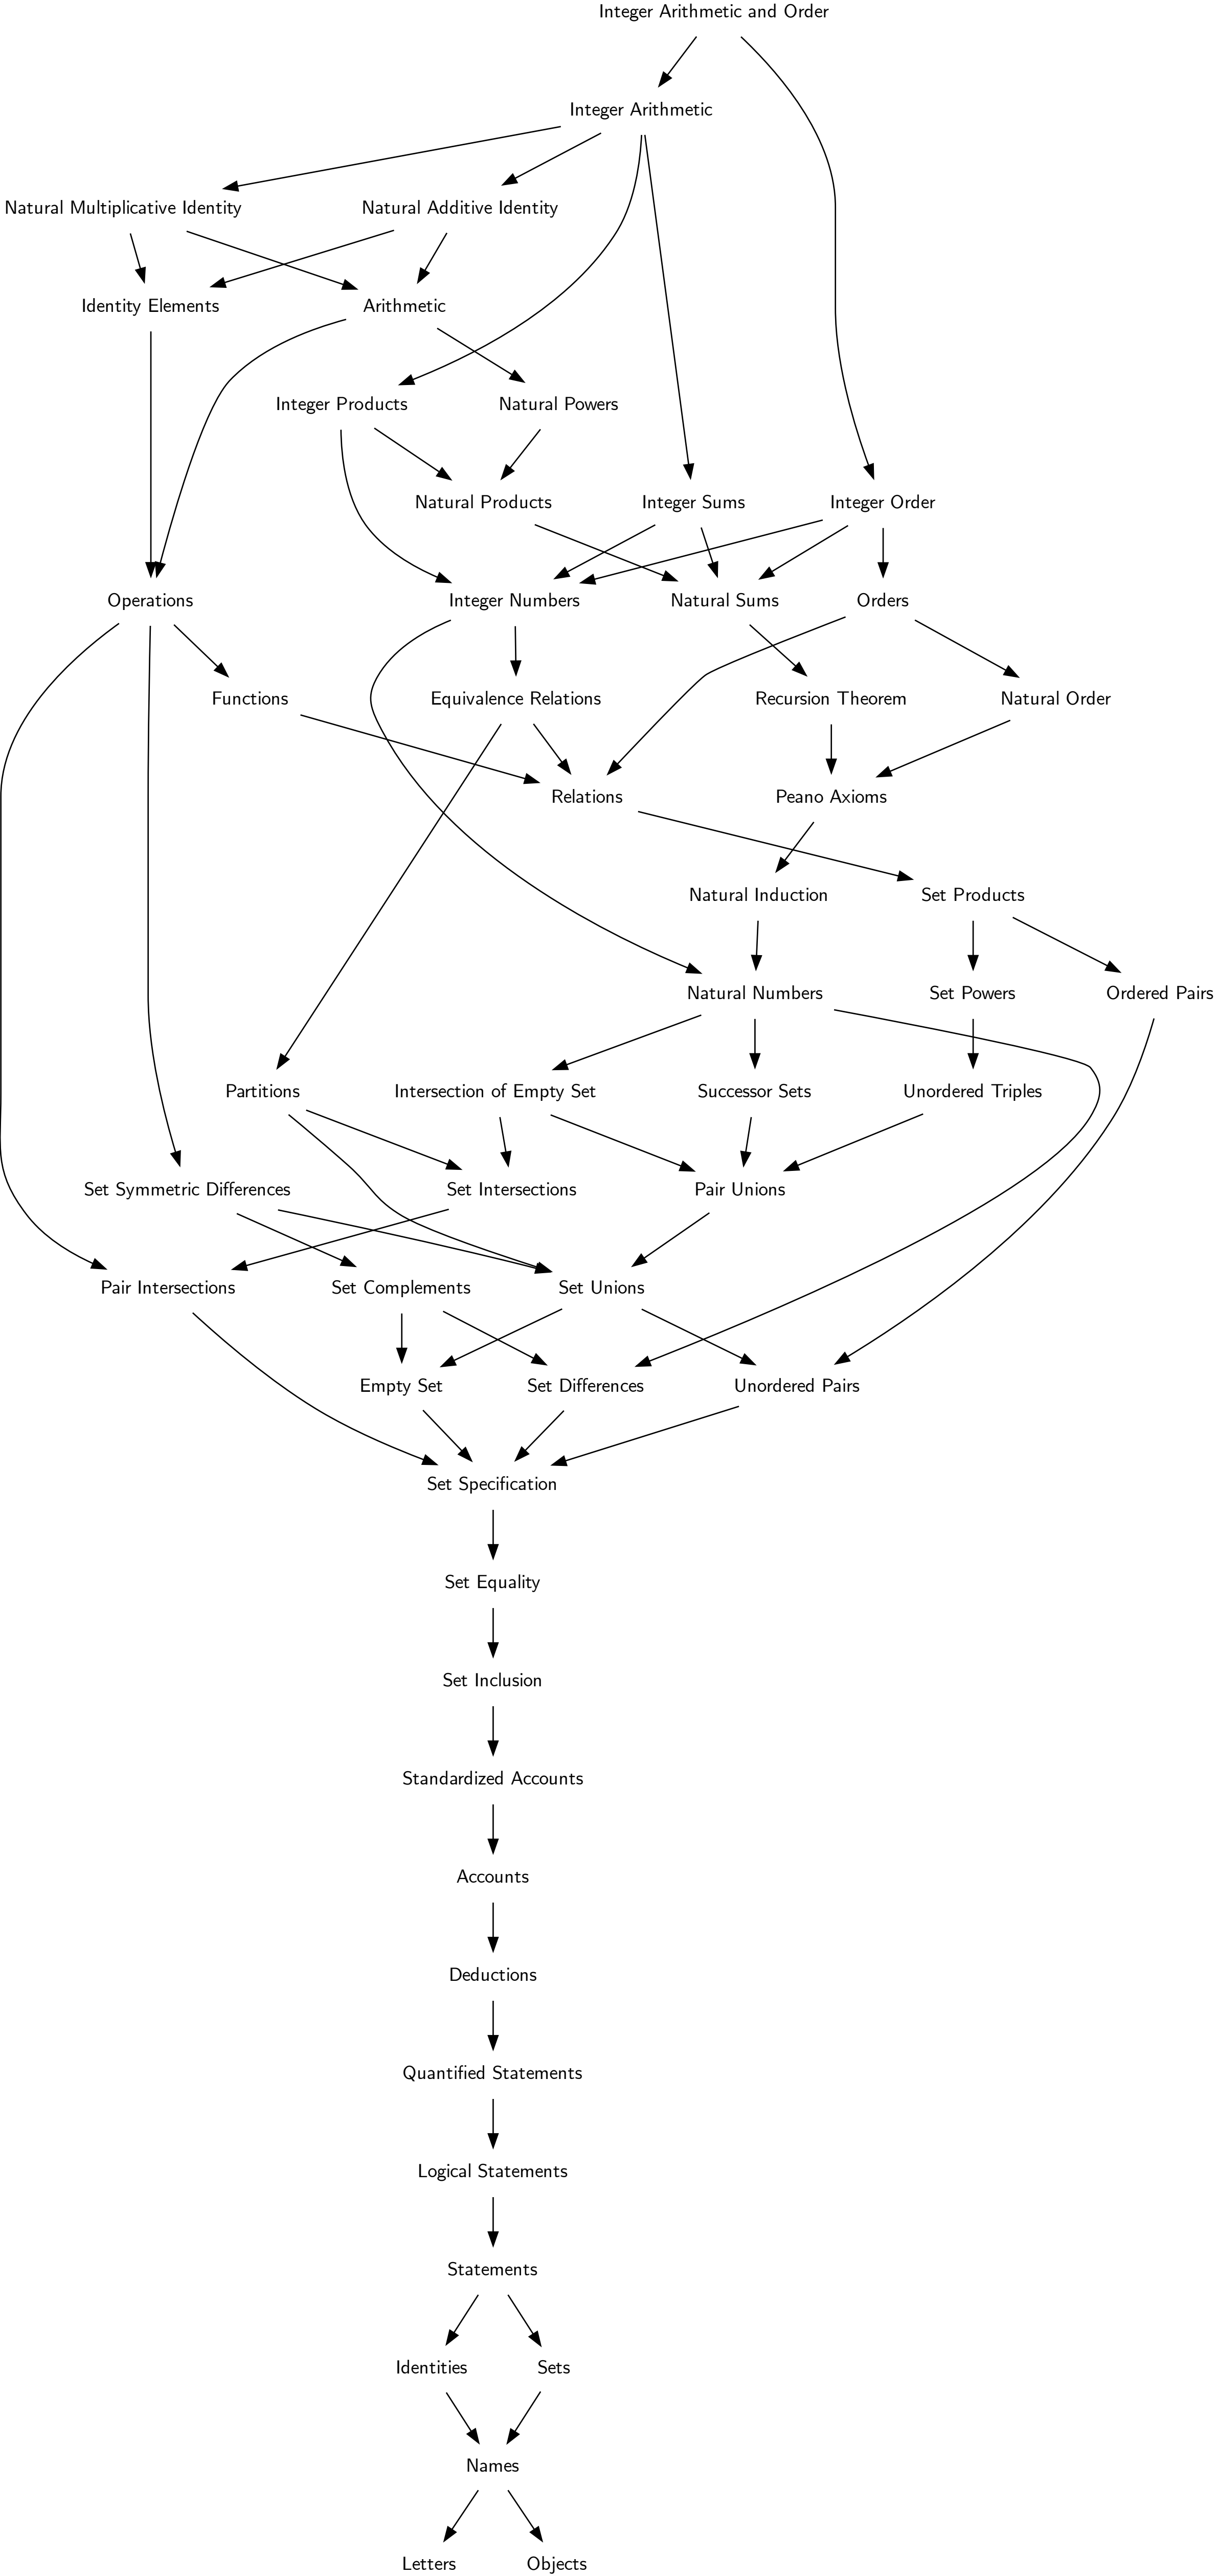 Integer Arithmetic and Order
Integer Arithmetic
Natural Multiplicative Identity
Natural Additive Identity
Identity Elements
Arithmetic
Integer Products
Natural Powers
Natural Products
Integer Sums
Integer Order
Operations
Integer Numbers
Natural Sums
Orders
Functions
Equivalence Relations
Recursion Theorem
Natural Order
Relations
Peano Axioms
Natural Induction
Set Products
Natural Numbers
Set Powers
Ordered Pairs
Partitions
Intersection of Empty Set
Successor Sets
Unordered Triples
Set Symmetric Differences
Set Intersections
Pair Unions
Pair Intersections
Set Complements
Set Unions
Empty Set
Set Differences
Unordered Pairs
Set Specification
Set Equality
Set Inclusion
Standardized Accounts
Accounts
Deductions
Quantified Statements
Logical Statements
Statements
Identities
Sets
Names
Letters
Objects